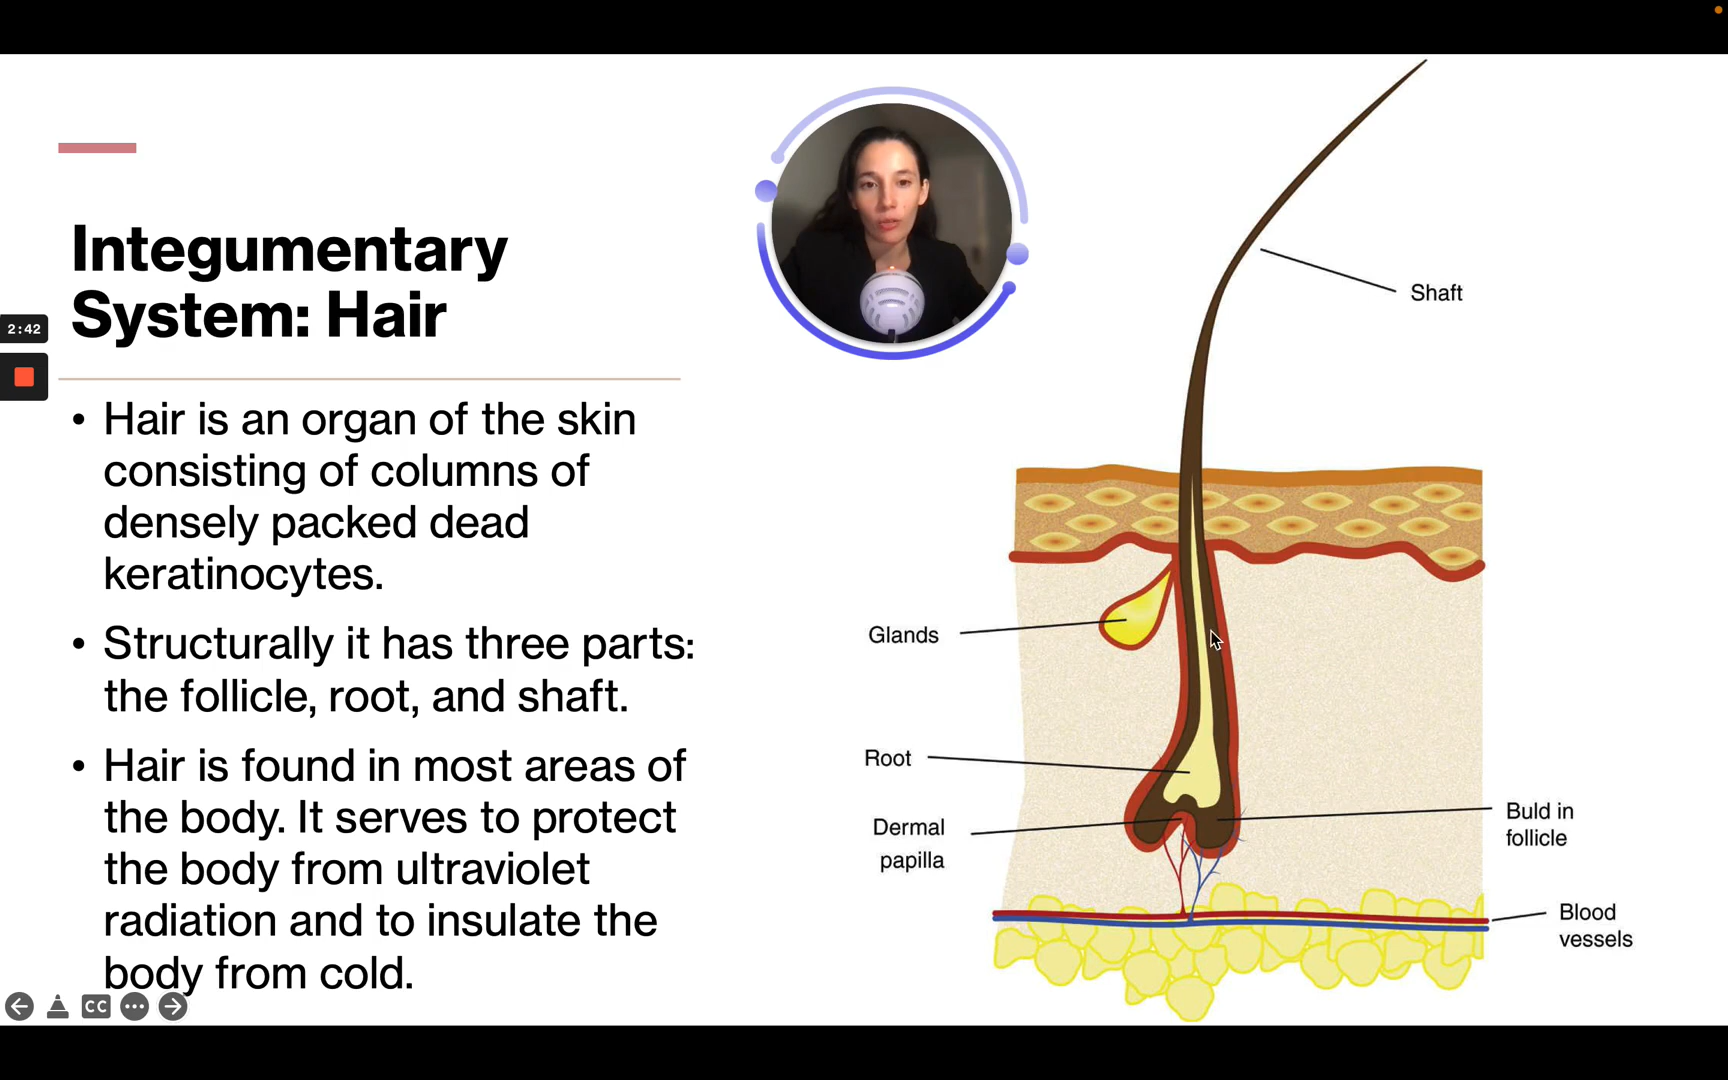 Integumentary
System: Hair
2:42
• Hair is an organ of the skin
consisting of columns of
densely packed dead
keratinocytes.
• Structurally it has three parts:
the follicle, root, and shaft.
• Hair is found in most areas of
the body. It serves to protect
the body from ultraviolet
radiation and to insulate the
body from cold.
CC
Shaft
Glands
Root
Dermal
papilla
Buld in
follicle
Blood
vessels